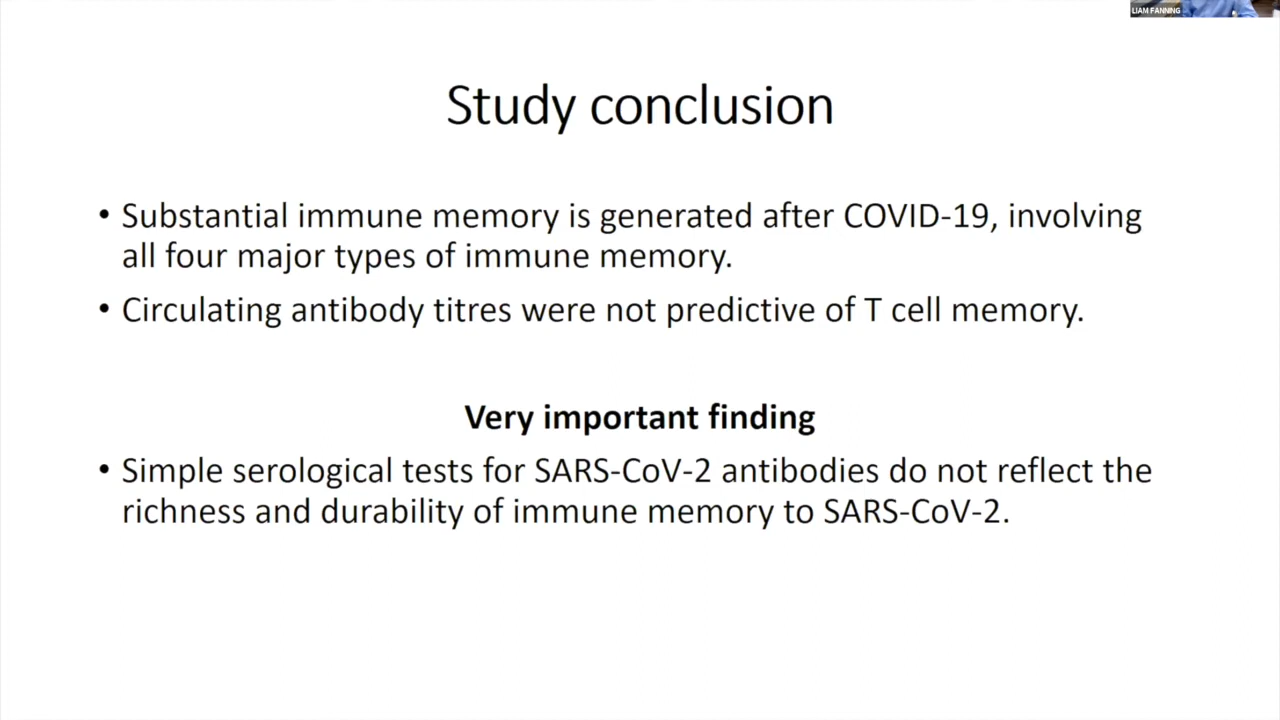 LIAM FANNING
Study conclusion
• Substantial immune memory is generated after COVID-19, involving
all four major types of immune memory.
• Circulating antibody titres were not predictive of T cell memory.
Very important finding
• Simple serological tests for SARS-CoV-2 antibodies do not reflect the
richness and durability of immune memory to SARS-CoV-2.